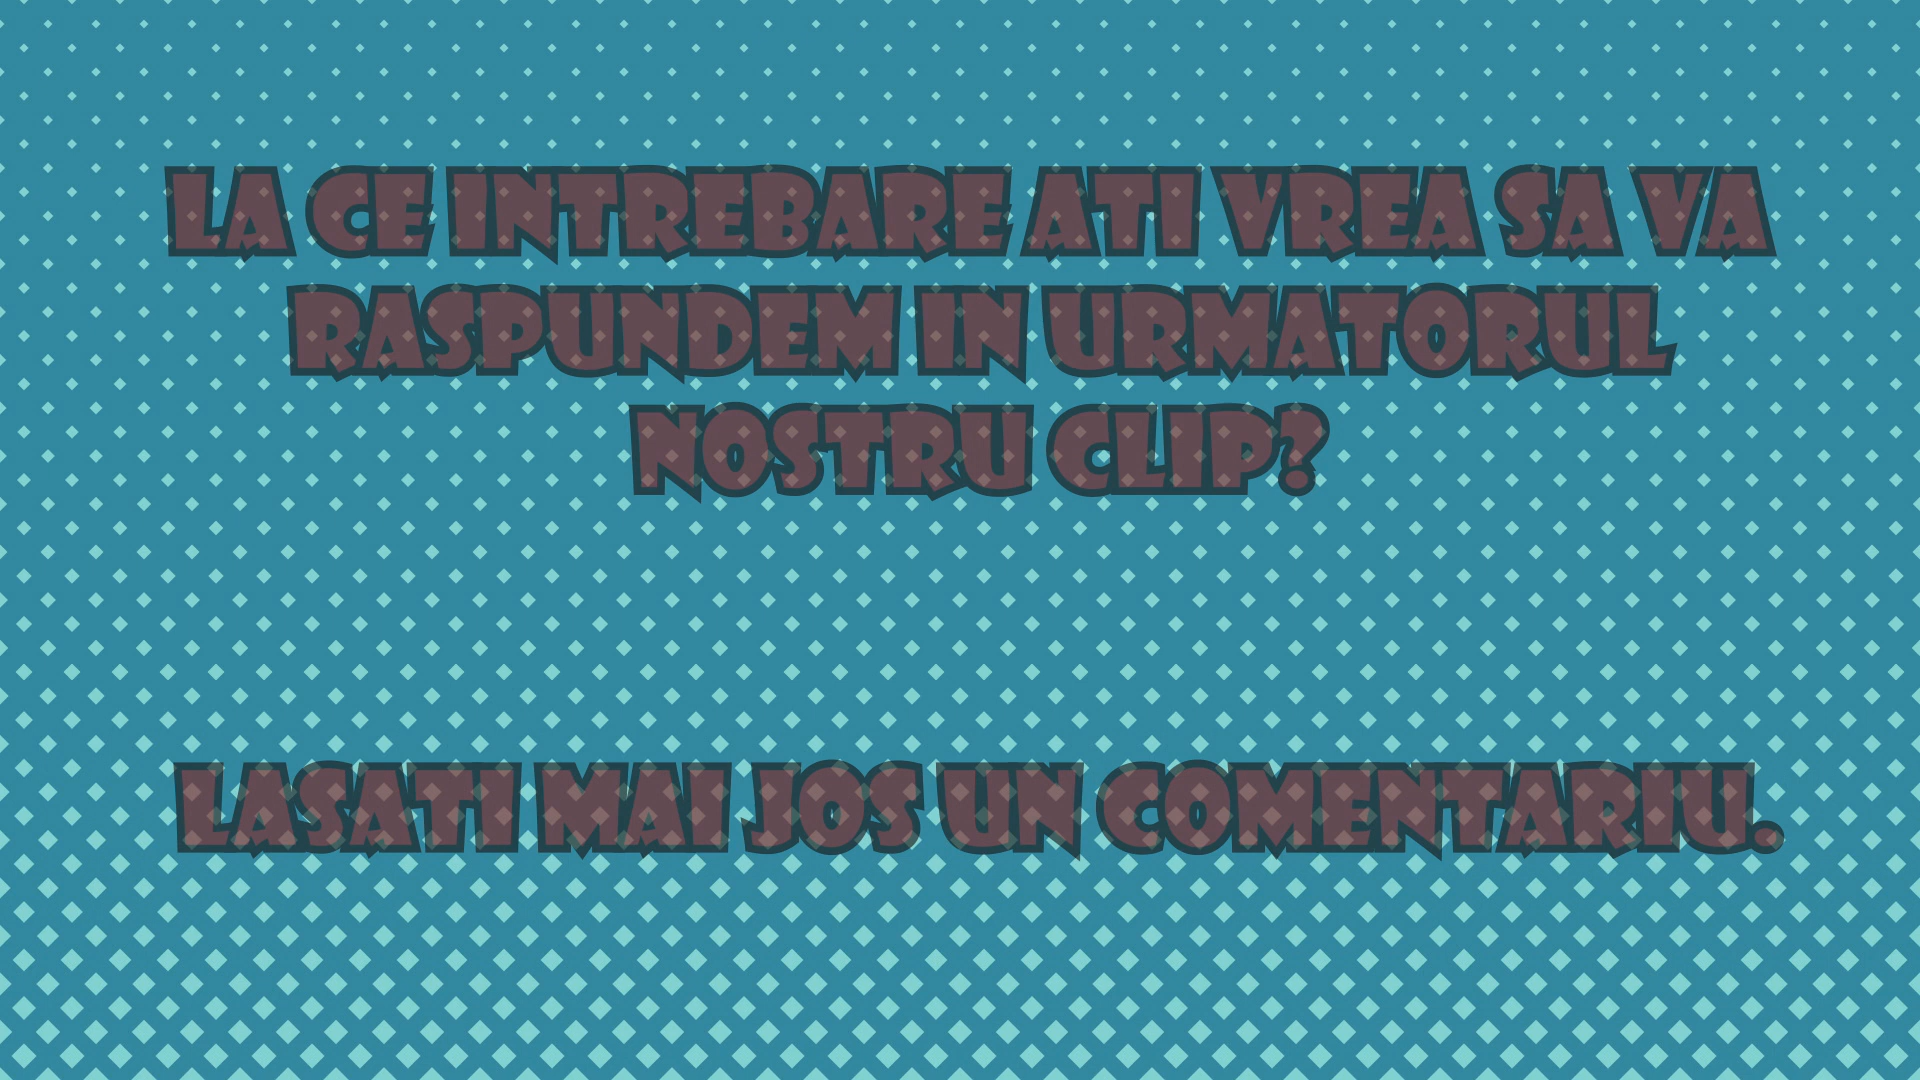 LA CE INTREBARE ATI VREA SA VA
RASPUNDEM IN URMATORUL
NOSTRU CLIP?
LASATI MAI JOS UN COMENTARIU.